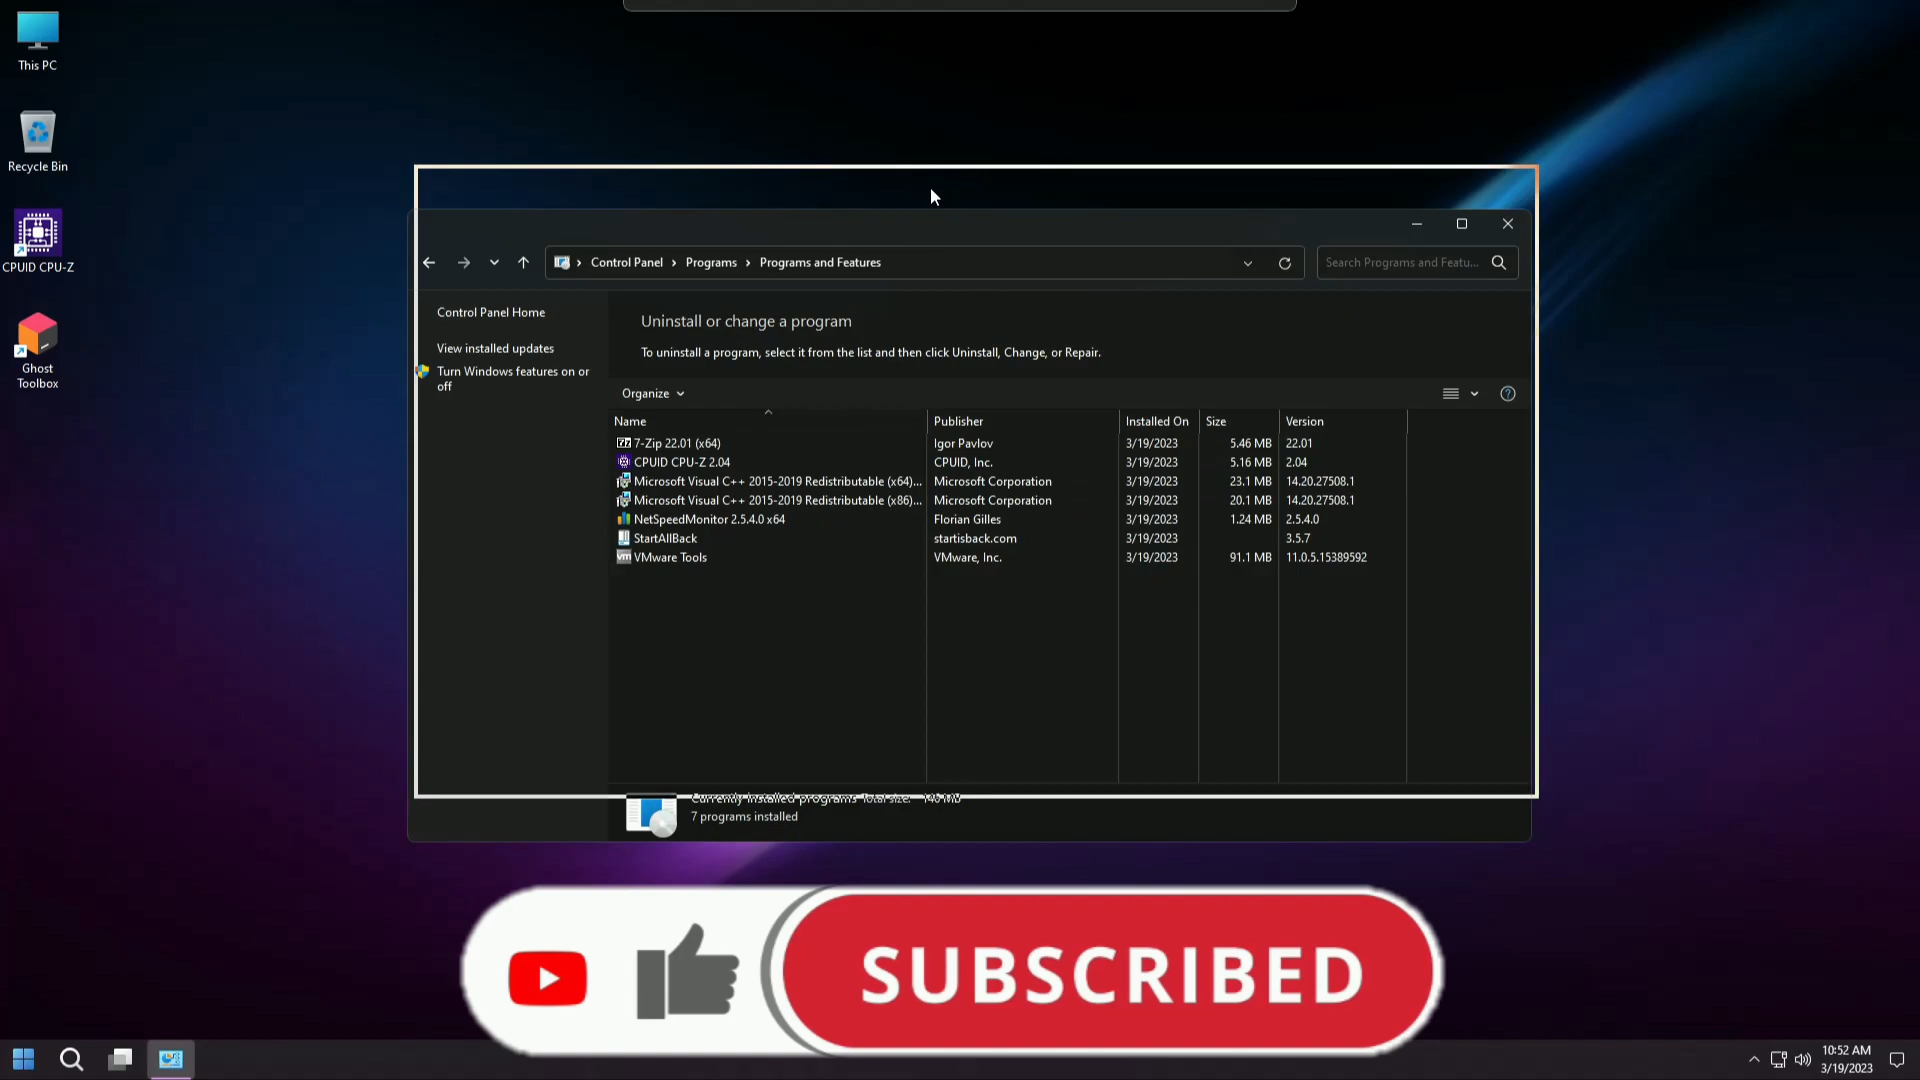 This PC
Recycle Bin
CPUID CPU-Z
Ghost
Toolbox
Control Panel > Programs > Programs and Features
Search Programs and Featu...
Control Panel Home
View installed updates
Turn Windows features on or
off
Uninstall or change a program
To uninstall a program, select it from the list and then click Uninstall, Change, or Repair.
Organize
Name Publisher Installed On Size Version
7-Zip 22.01 (x64) Igor Pavlov 3/19/2023 5.46 MB 22.01
CPUID CPU-Z 2.04 CPUID, Inc. 3/19/2023 5.16 MB 2.04
Microsoft Visual C++ 2015-2019 Redistributable (x64)... Microsoft Corporation 3/19/2023 23.1 MB 14.20.27508.1
Microsoft Visual C++ 2015-2019 Redistributable (x86)... Microsoft Corporation 3/19/2023 20.1 MB 14.20.27508.1
NetSpeedMonitor 2.5.4.0 x64 Florian Gilles 3/19/2023 1.24 MB 2.5.4.0
StartAllBack startisback.com 3/19/2023 3.5.7
VMware Tools VMware, Inc. 3/19/2023 91.1 MB 11.0.5.15389592
Currently installed programs Total size: 146 MB
7 programs installed
SUBSCRIBED
10:52 AM
3/19/2023